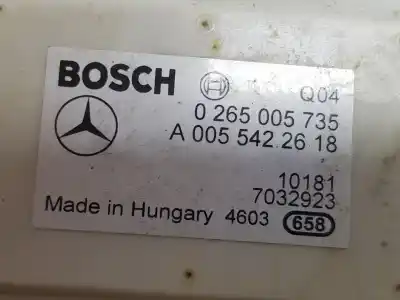 BOSCH
Q04
0 265 005 735
A 005 542 26 18
10181
7032923
Made in Hungary 4603 658